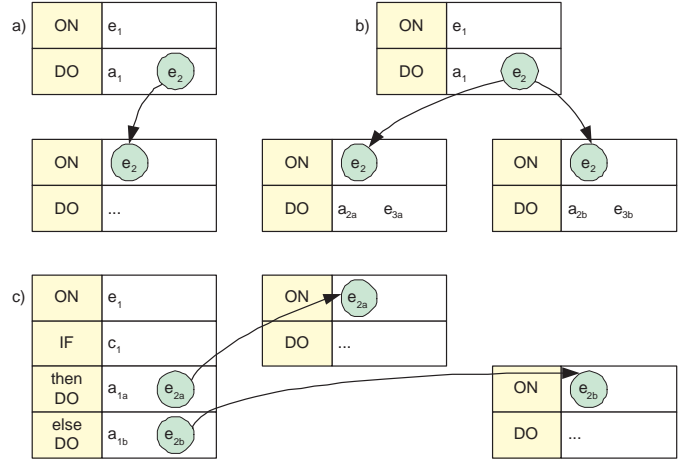 a) ON e₁
DO a₁ e₂
ON e₂
DO ...
b) ON e₁
DO a₁ e₂
ON e₂
DO a₂ₐ e₃ₐ
ON e₂
DO a₂b e₃b
c) ON e₁
IF c₁
then DO a₁ₐ e₂ₐ
else DO a₁b e₂b
ON e₂ₐ
DO ...
ON e₂b
DO ...